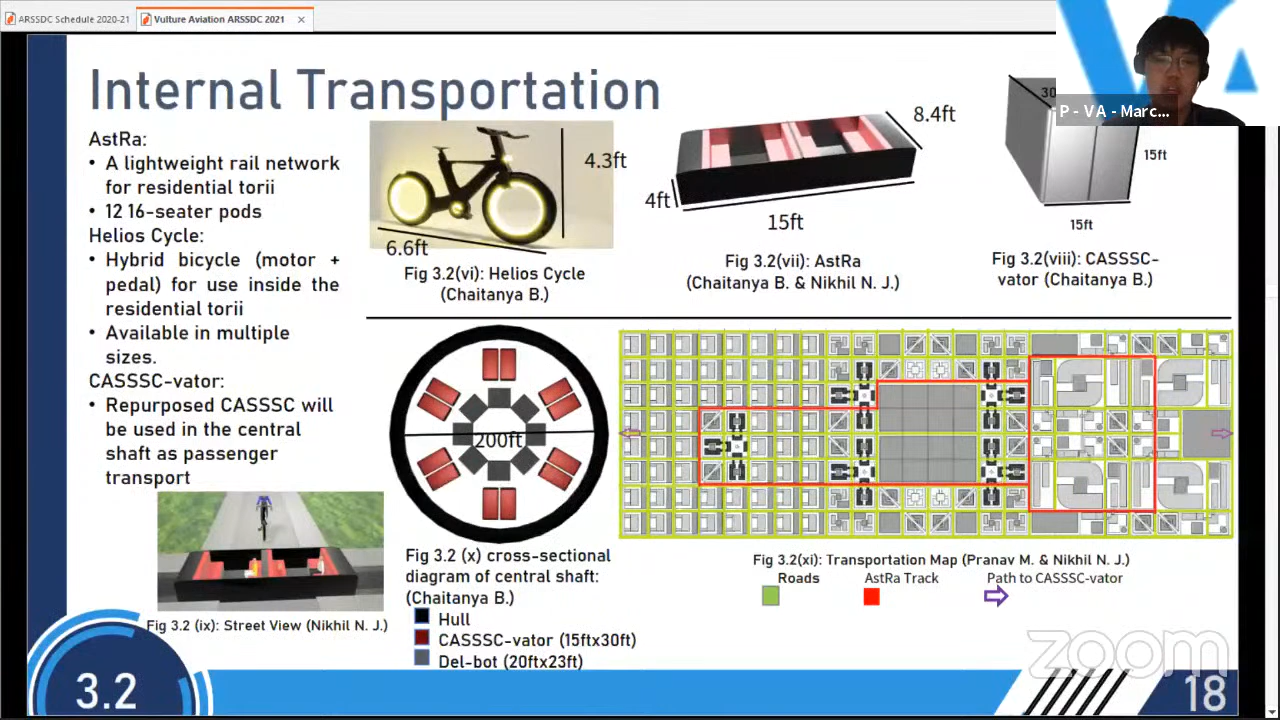 ARSSDC Schedule 2020-21
Vulture Aviation ARSSDC 2021
Internal Transportation
P - V A - Marc...
AstRa:
• A lightweight rail network
for residential torii
• 12 16-seater pods
Helios Cycle:
• Hybrid bicycle (motor +
pedal) for use inside the
residential torii
• Available in multiple
sizes.
CASSSC-vator:
• Repurposed CASSSC will
be used in the central
shaft as passenger
transport
4.3ft
6.6ft
Fig 3.2(vi): Helios Cycle
(Chaitanya B.)
8.4ft
4ft
15ft
Fig 3.2(vii): AstRa
(Chaitanya B. & Nikhil N. J.)
30
15ft
15ft
Fig 3.2(viii): CASSSC-
vator (Chaitanya B.)
200ft
Fig 3.2 (x) cross-sectional
diagram of central shaft:
(Chaitanya B.)
Hull
CASSSC-vator (15ftx30ft)
Del-bot (20ftx23ft)
Fig 3.2(xi): Transportation Map (Pranav M. & Nikhil N. J.)
Roads AstRa Track Path to CASSSC-vator
Fig 3.2 (ix): Street View (Nikhil N. J.)
zoom
3.2
18